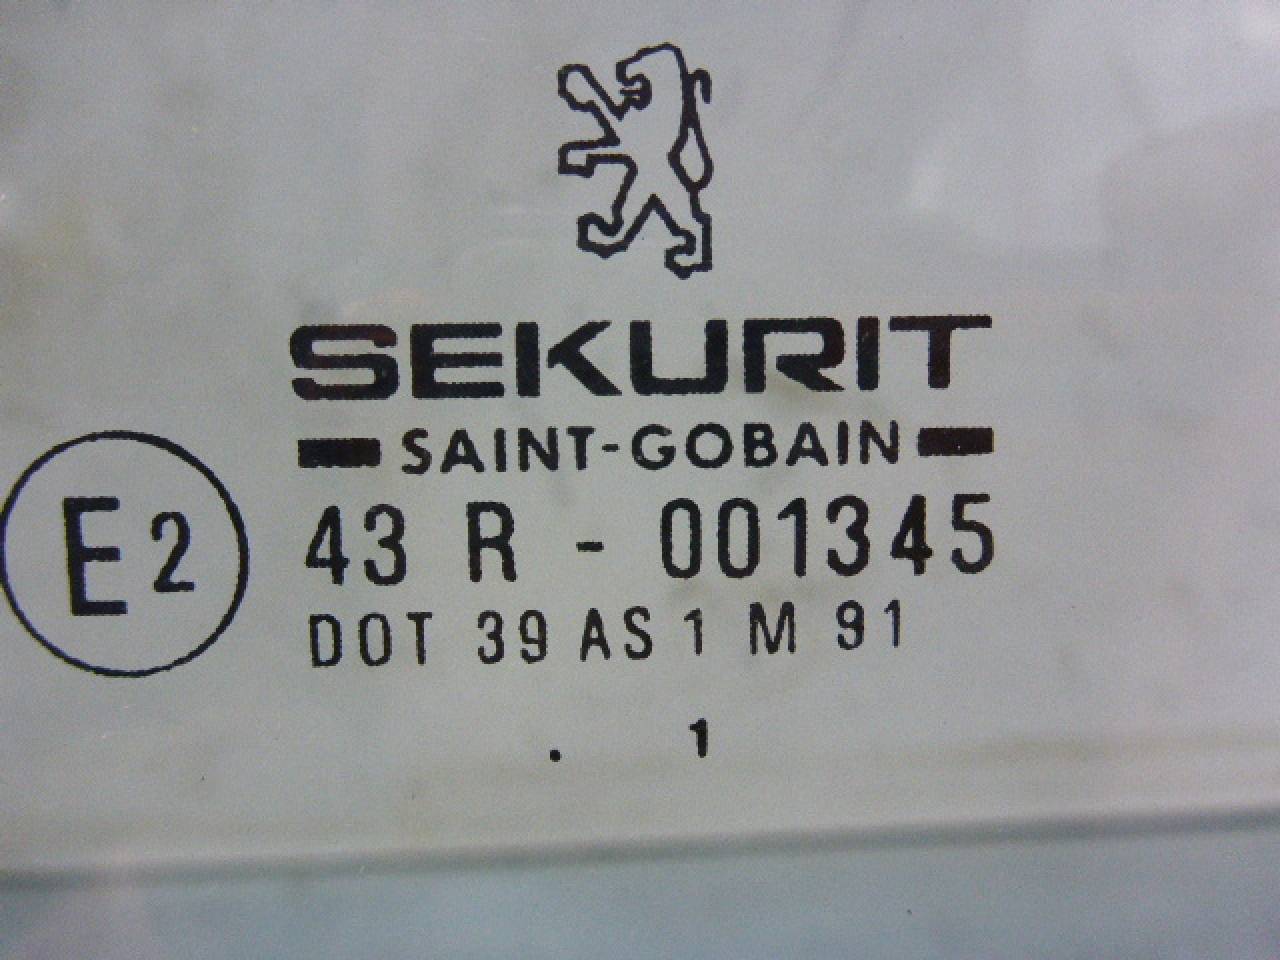 SEKURIT
SAINT-GOBAIN
E2
43 R - 001345
DOT 39 AS 1 M 91
. 1